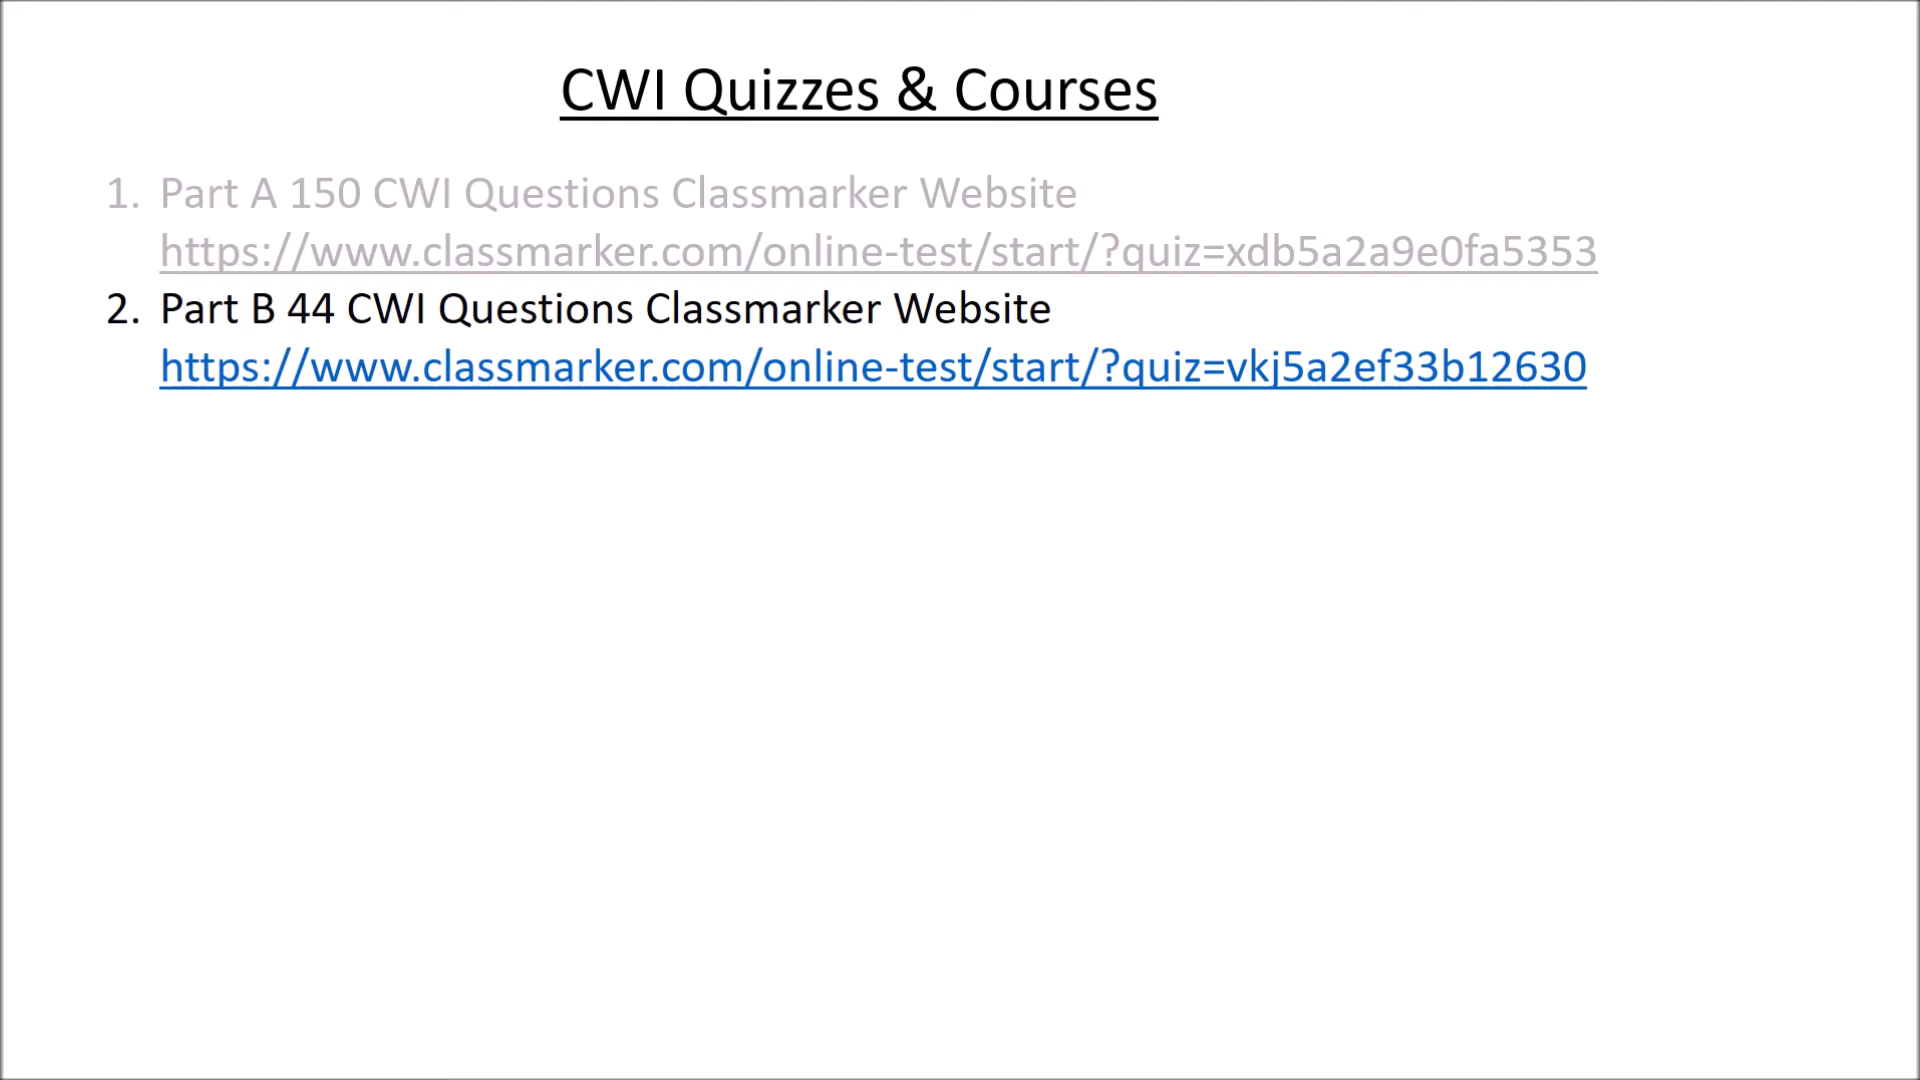 CWI Quizzes & Courses
1. Part A 150 CWI Questions Classmarker Website
https://www.classmarker.com/online-test/start/?quiz=xdb5a2a9e0fa5353
2. Part B 44 CWI Questions Classmarker Website
https://www.classmarker.com/online-test/start/?quiz=vkj5a2ef33b12630